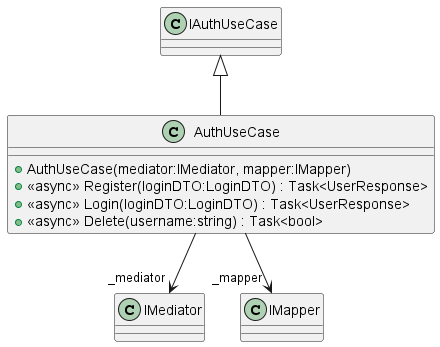 C IAuthUseCase
C AuthUseCase
AuthUseCase(mediator:IMediator, mapper:IMapper)
«async» Register(loginDTO:LoginDTO) : Task<UserResponse>
«async» Login(loginDTO:LoginDTO) : Task<UserResponse>
«async» Delete(username:string) : Task<bool>
_mediator
_mapper
C IMediator
C IMapper